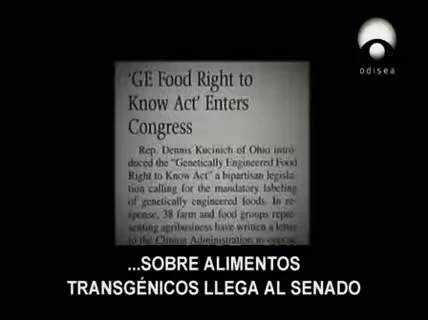 odisea
'GE Food Right to
Know Act' Enters
Congress
Rep. Dennis Kucinich of Ohio intro-
duced the "Genetically Engineered Food
Right to Know Act" a bipartisan legisla-
tion calling for the mandatory labeling
of genetically engineered foods. In re-
sponse, 38 farm and food groups repre-
senting agribusiness have written a letter
to the Clinton Administration to oppose
...SOBRE ALIMENTOS
TRANSGÉNICOS LLEGA AL SENADO